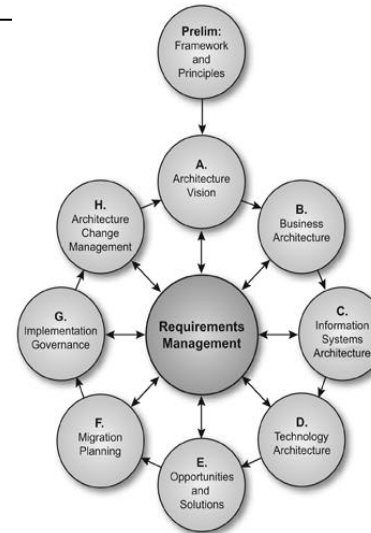 Prelim:
Framework
and
Principles
A.
Architecture
Vision
H.
Architecture
Change
Management
B.
Business
Architecture
G.
Implementation
Governance
Requirements
Management
C.
Information
Systems
Architecture
F.
Migration
Planning
D.
Technology
Architecture
E.
Opportunities
and
Solutions